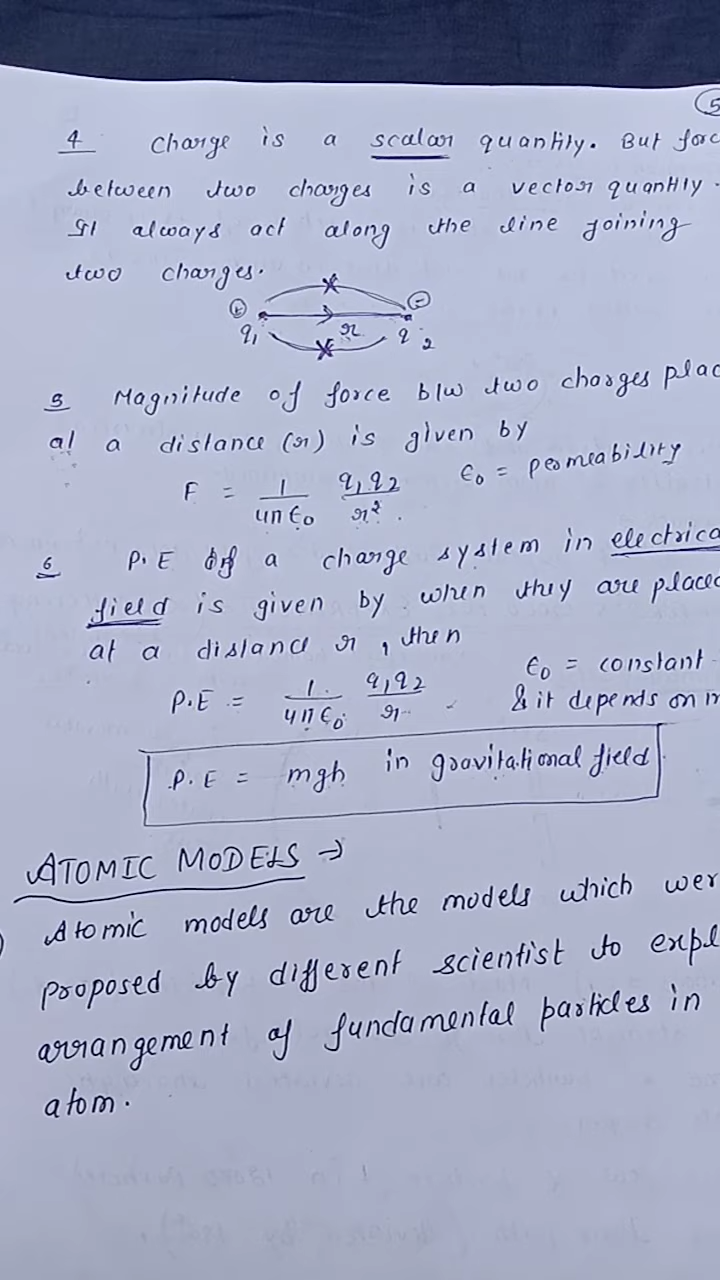 5
4 charge is a scalar quantity. But forc
between two charges is a vector quantity.
It always act along the line joining
two charges.
+ −
q₁ r q₂
5 Magnitude of force b/w two charges plac
at a distance (r) is given by
F = 1/4πϵ₀ q₁q₂/r². ϵ₀ = permeability
6 P.E of a charge system in electrica
field is given by when they are placed
at a distance r, then
P.E = 1/4πϵ₀ q₁q₂/r ϵ₀ = constant
& it depends on m
P.E = mgh in gravitational field
ATOMIC MODELS →
Atomic models are the models which wer
proposed by different scientist to expl
arrangement of fundamental particles in
atom.